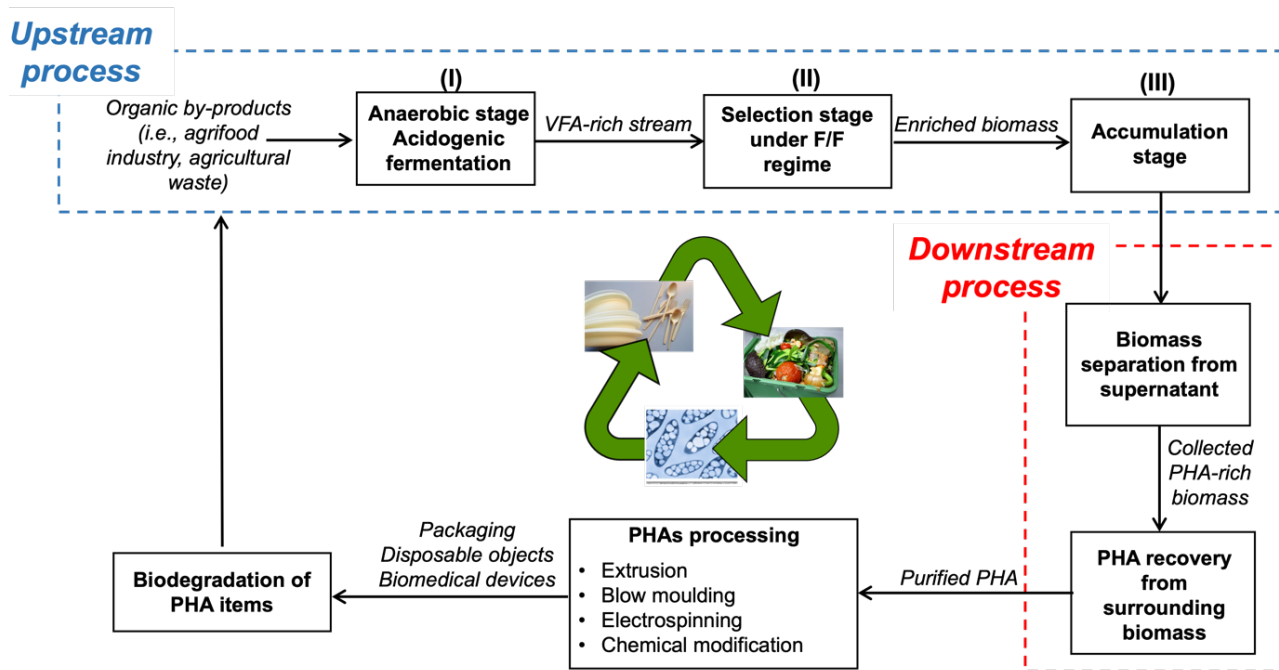 Upstream
process
Organic by-products
(i.e., agrifood
industry, agricultural
waste)
(I)
Anaerobic stage
Acidogenic
fermentation
VFA-rich stream
(II)
Selection stage
under F/F
regime
Enriched biomass
(III)
Accumulation
stage
Downstream
process
Biomass
separation from
supernatant
Collected
PHA-rich
biomass
PHA recovery
from
surrounding
biomass
Purified PHA
PHAs processing
• Extrusion
• Blow moulding
• Electrospinning
• Chemical modification
Packaging
Disposable objects
Biomedical devices
Biodegradation of
PHA items